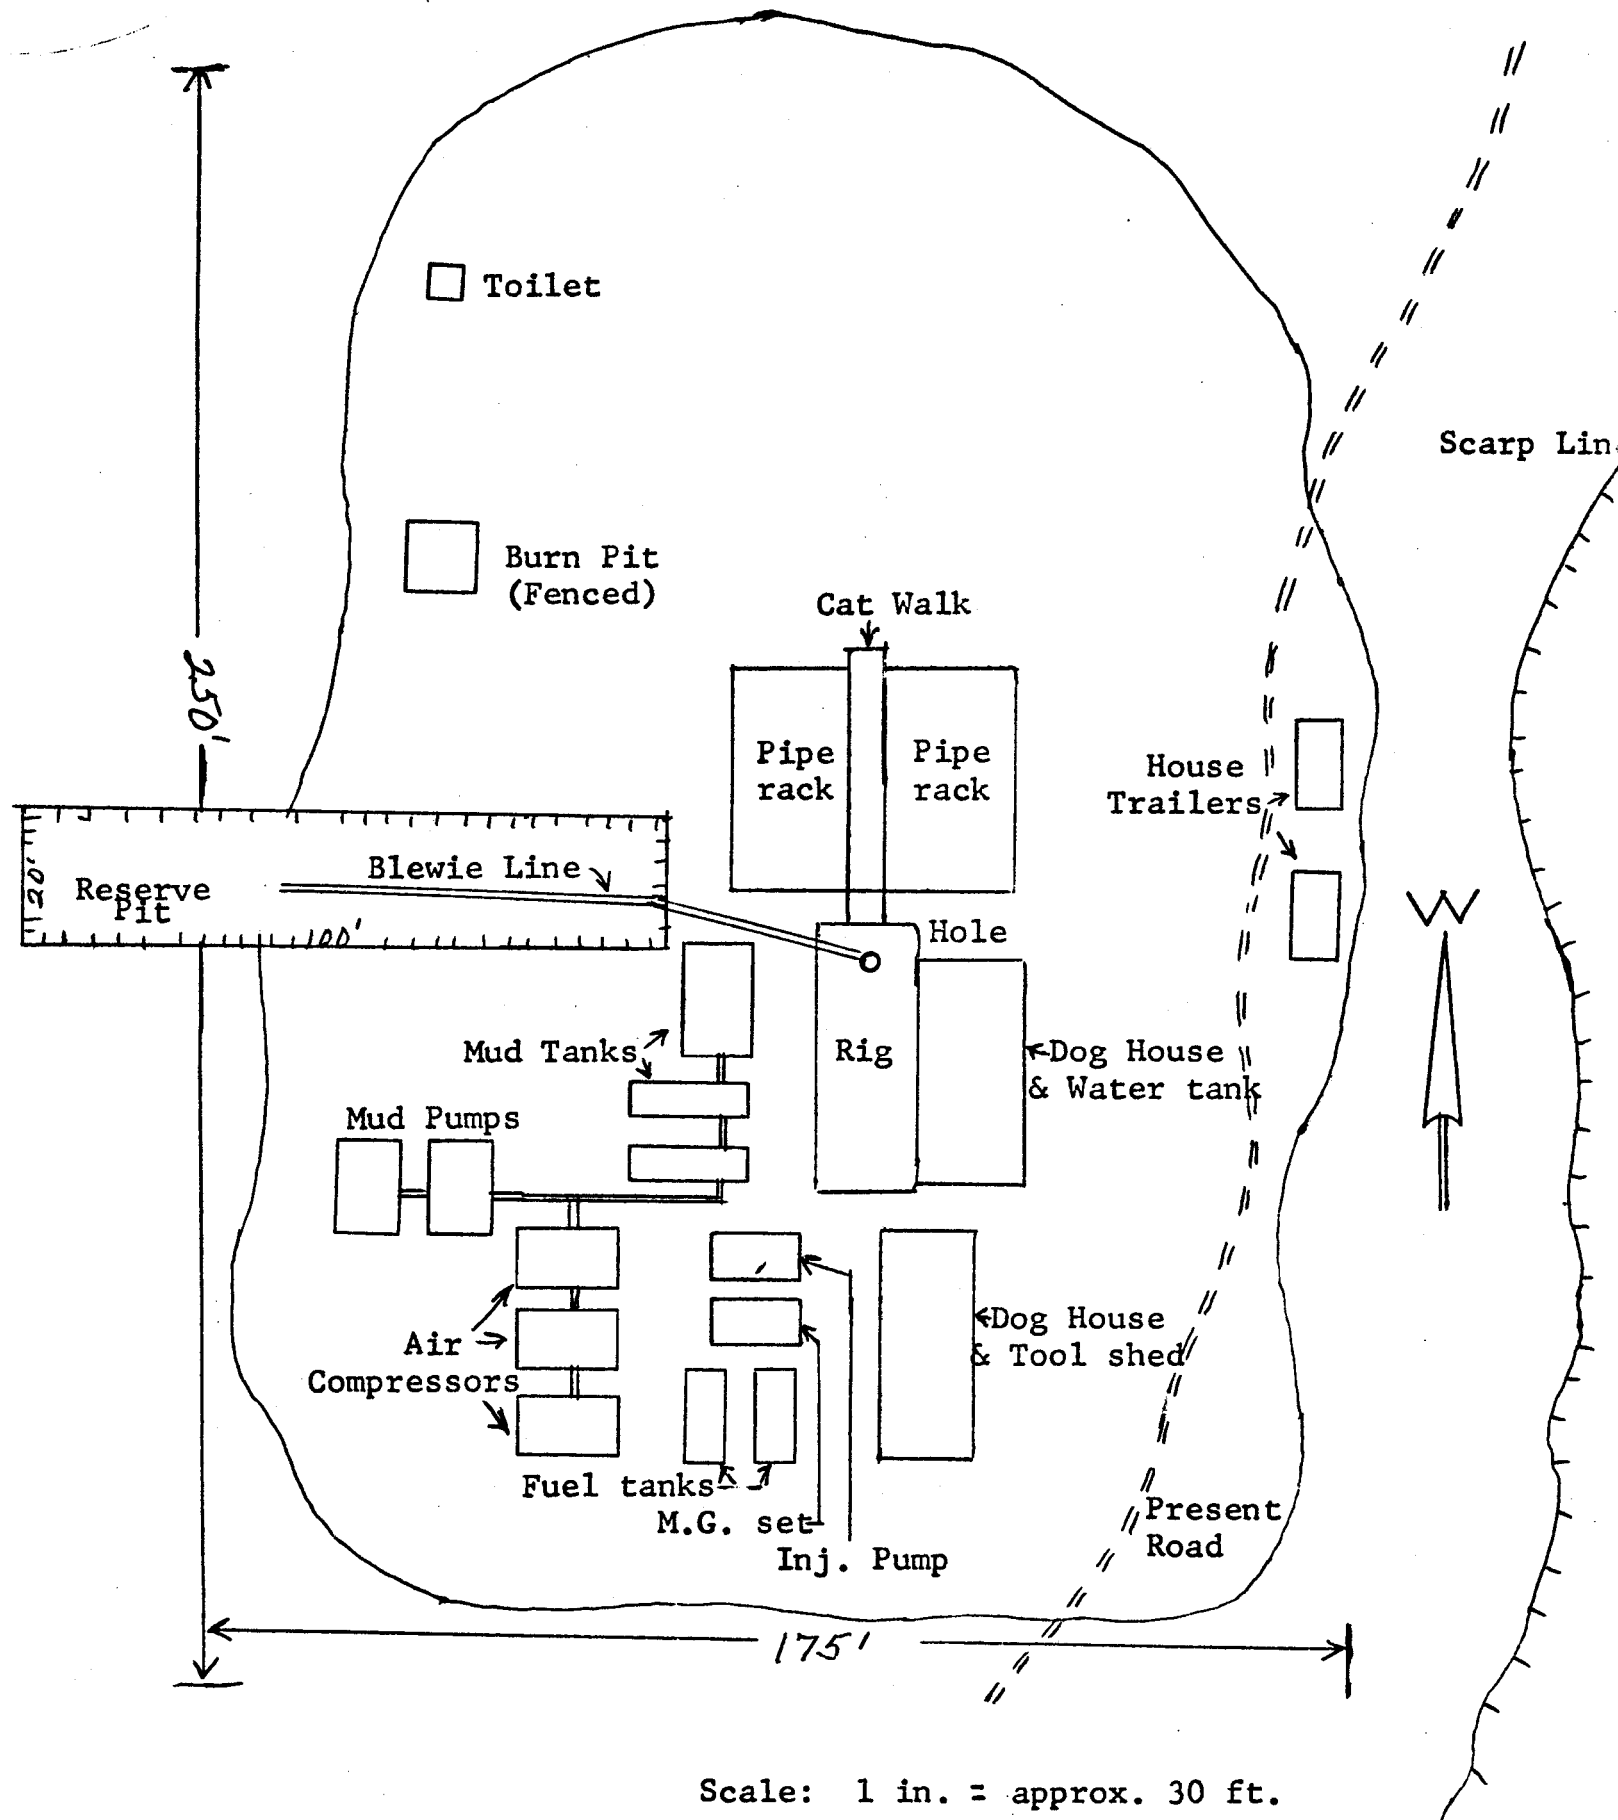 Toilet
Scarp Lin
Burn Pit
(Fenced)
Cat Walk
250'
Pipe
rack
Pipe
rack
House
Trailers
Blewie Line
20'
Reserve
Pit
100'
Hole
W
Mud Tanks
Rig
Dog House
& Water tank
Mud Pumps
Air
Compressors
Dog House
& Tool shed
Fuel tanks
M.G. set
Inj. Pump
Present
Road
175'
Scale: 1 in. = approx. 30 ft.